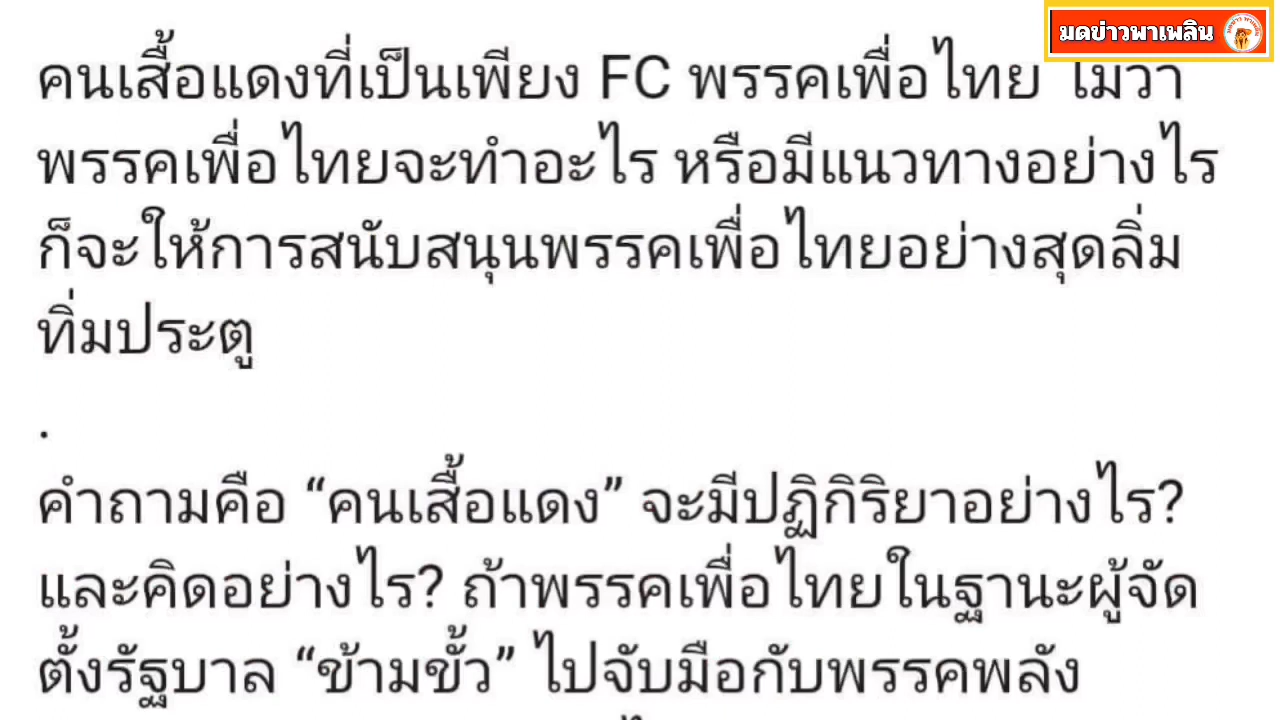 มดข่าวพาเพลิน
คนเสื้อแดงที่เป็นเพียง FC พรรคเพื่อไทย ไม่ว่า
พรรคเพื่อไทยจะทำอะไร หรือมีแนวทางอย่างไร
ก็จะให้การสนับสนุนพรรคเพื่อไทยอย่างสุดลิ่ม
ทิ่มประตู
.
คำถามคือ “คนเสื้อแดง” จะมีปฏิกิริยาอย่างไร?
และคิดอย่างไร? ถ้าพรรคเพื่อไทยในฐานะผู้จัด
ตั้งรัฐบาล “ข้ามขั้ว” ไปจับมือกับพรรคพลัง